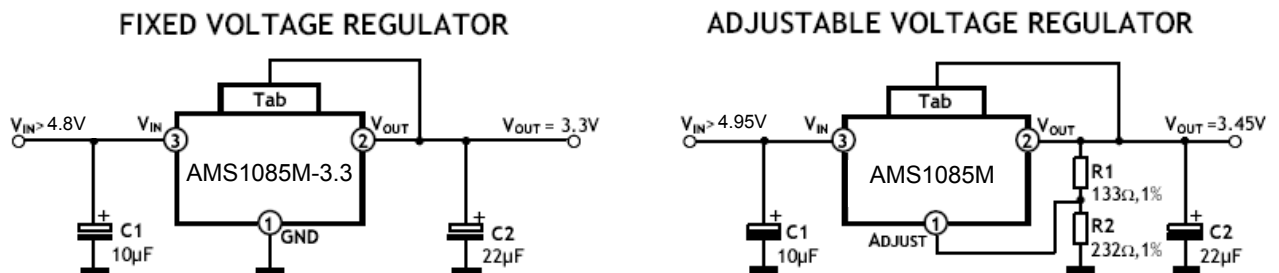 FIXED VOLTAGE REGULATOR
Tab
VIN> 4.8V
VIN
3
2
VOUT
VOUT = 3.3V
AMS1085M-3.3
1
GND
+
C1
10µF
+
C2
22µF
ADJUSTABLE VOLTAGE REGULATOR
Tab
VIN> 4.95V
VIN
3
2
VOUT
VOUT =3.45V
AMS1085M
R1
133Ω,1%
1
ADJUST
R2
232Ω,1%
+
C1
10µF
+
C2
22µF